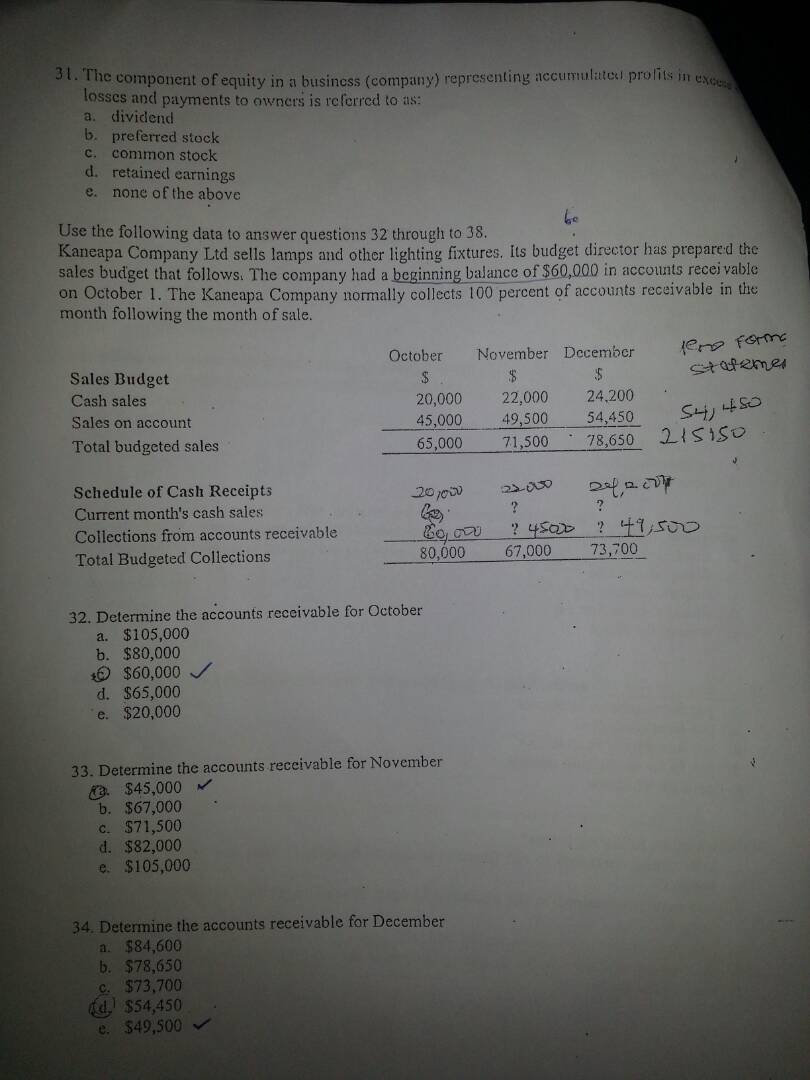 31. The component of equity in a business (company) representing accumulated profits in
losses and payments to owners is referred to as:
a. dividend
b. preferred stock
c. common stock
d. retained earnings
e. none of the above
be
Use the following data to answer questions 32 through to 38.
Kaneapa Company Ltd sells lamps and other lighting fixtures. Its budget director has prepared the
sales budget that follows. The company had a beginning balance of $60,000 in accounts receivable
on October 1. The Kaneapa Company normally collects 100 percent of accounts receivable in the
month following the month of sale.
October November December
Sales Budget $ $ $
Cash sales 20,000 22,000 24,200
Sales on account 45,000 49,500 54,450 54,450
Total budgeted sales 65,000 71,500 78,650 215150
Schedule of Cash Receipts 20,000 22,000
Current month's cash sales ? ?
Collections from accounts receivable 60,000 ? 45000 ? 49,500
Total Budgeted Collections 80,000 67,000 73,700
32. Determine the accounts receivable for October
a. $105,000
b. $80,000
c $60,000 ✓
d. $65,000
e. $20,000
33. Determine the accounts receivable for November
a. $45,000 ✓
b. $67,000
c. $71,500
d. $82,000
e. $105,000
34. Determine the accounts receivable for December
a. $84,600
b. $78,650
c. $73,700
d. $54,450
e. $49,500 ✓